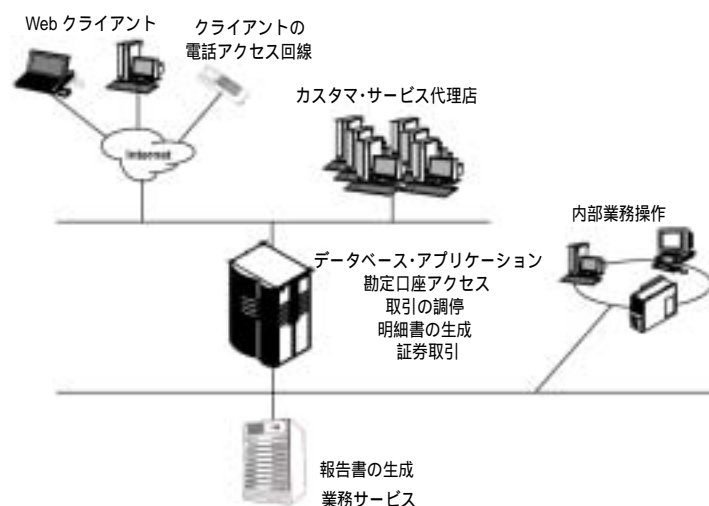 Web クライアント
クライアントの
電話アクセス回線
カスタマ・サービス代理店
Internet
内部業務操作
データベース・アプリケーション
勘定口座アクセス
取引の調停
明細書の生成
証券取引
報告書の生成
業務サービス